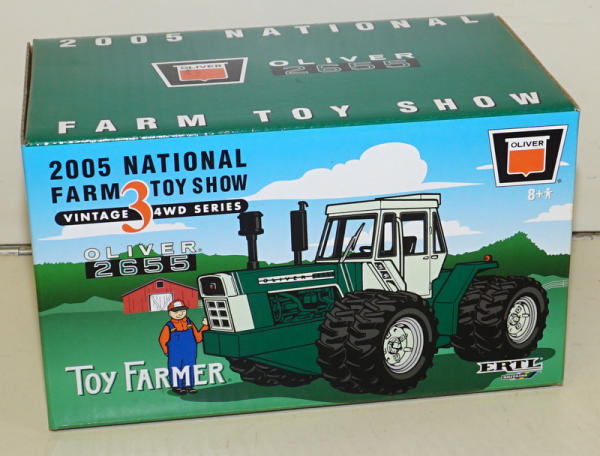 2005 NATIONAL
OLIVER
OLIVER
2655
FARM TOY SHOW
2005 NATIONAL
FARM TOY SHOW
VINTAGE 3 4WD SERIES
OLIVER
2655
OLIVER
8+
OLIVER
TOY FARMER
ERTL